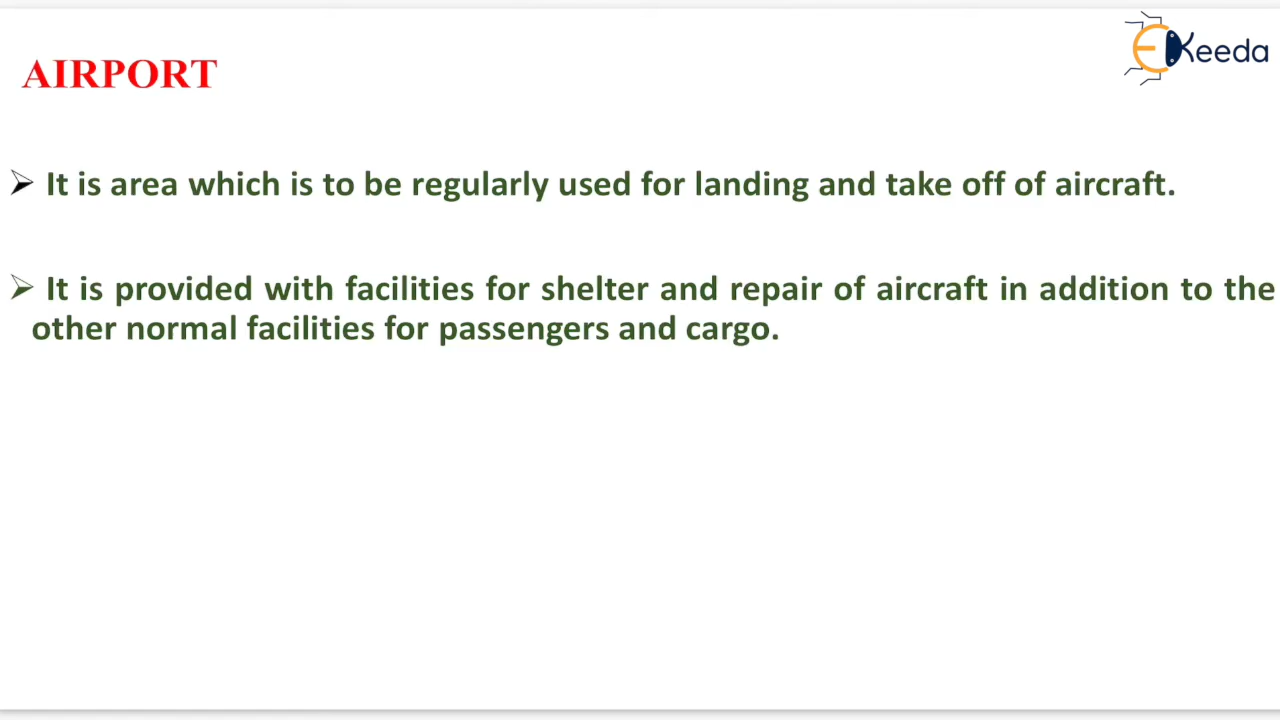 EKeeda
AIRPORT
➢ It is area which is to be regularly used for landing and take off of aircraft.
➢ It is provided with facilities for shelter and repair of aircraft in addition to the
other normal facilities for passengers and cargo.